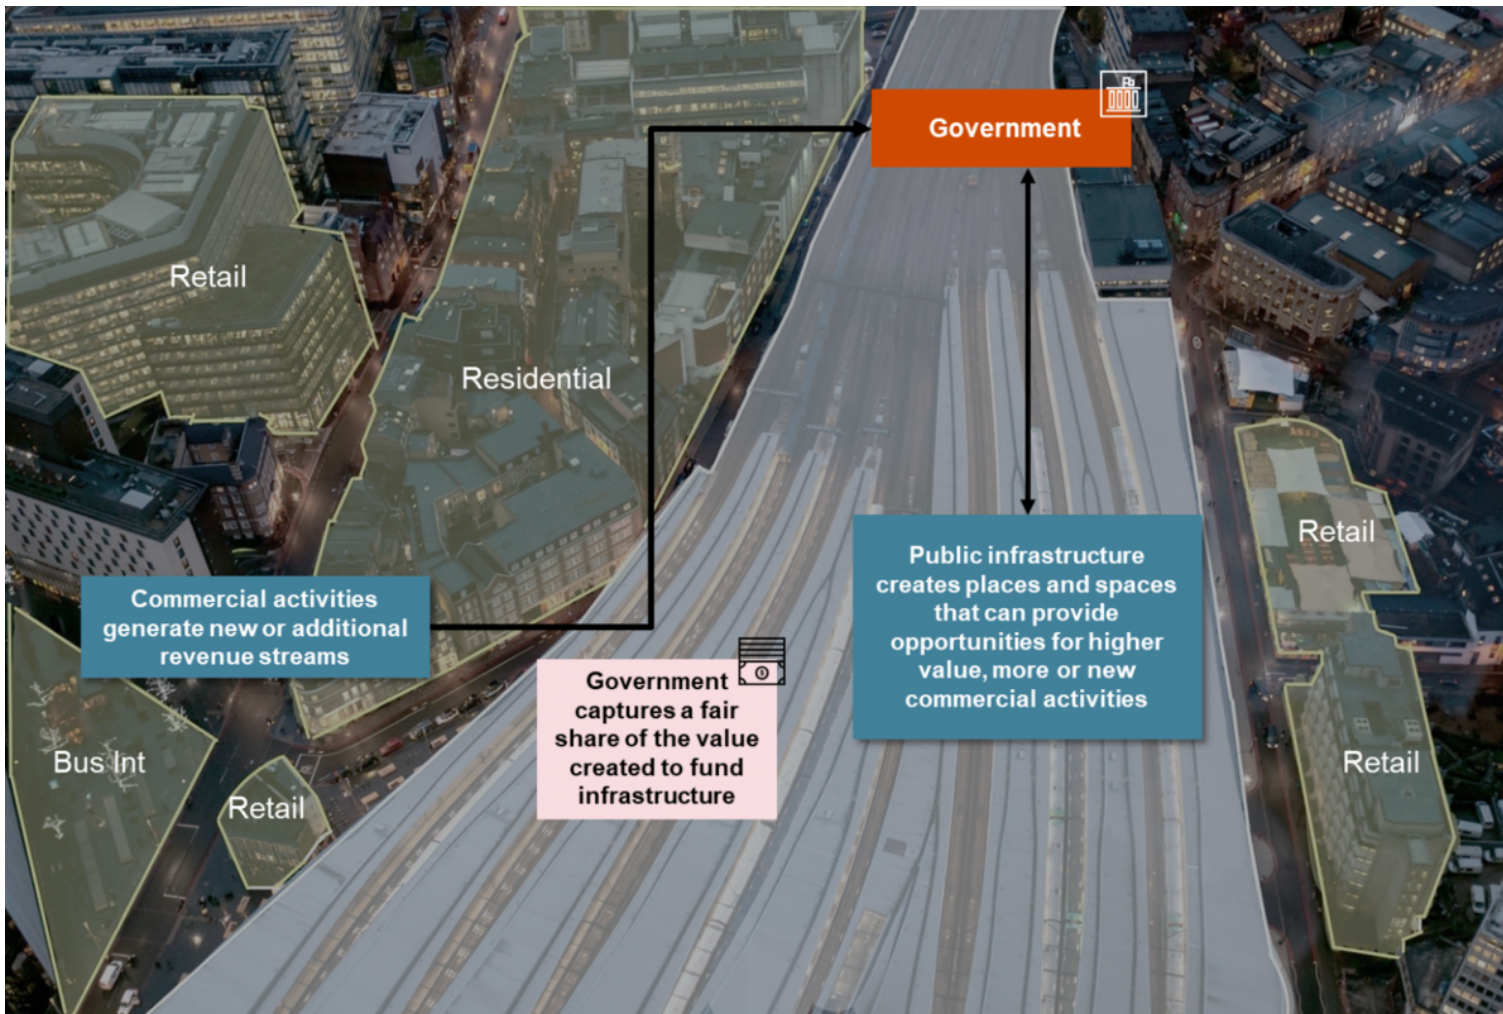 Government
Retail
Residential
Retail
Commercial activities
generate new or additional
revenue streams
Public infrastructure
creates places and spaces
that can provide
opportunities for higher
value, more or new
commercial activities
Government
captures a fair
share of the value
created to fund
infrastructure
Bus Int
Retail
Retail